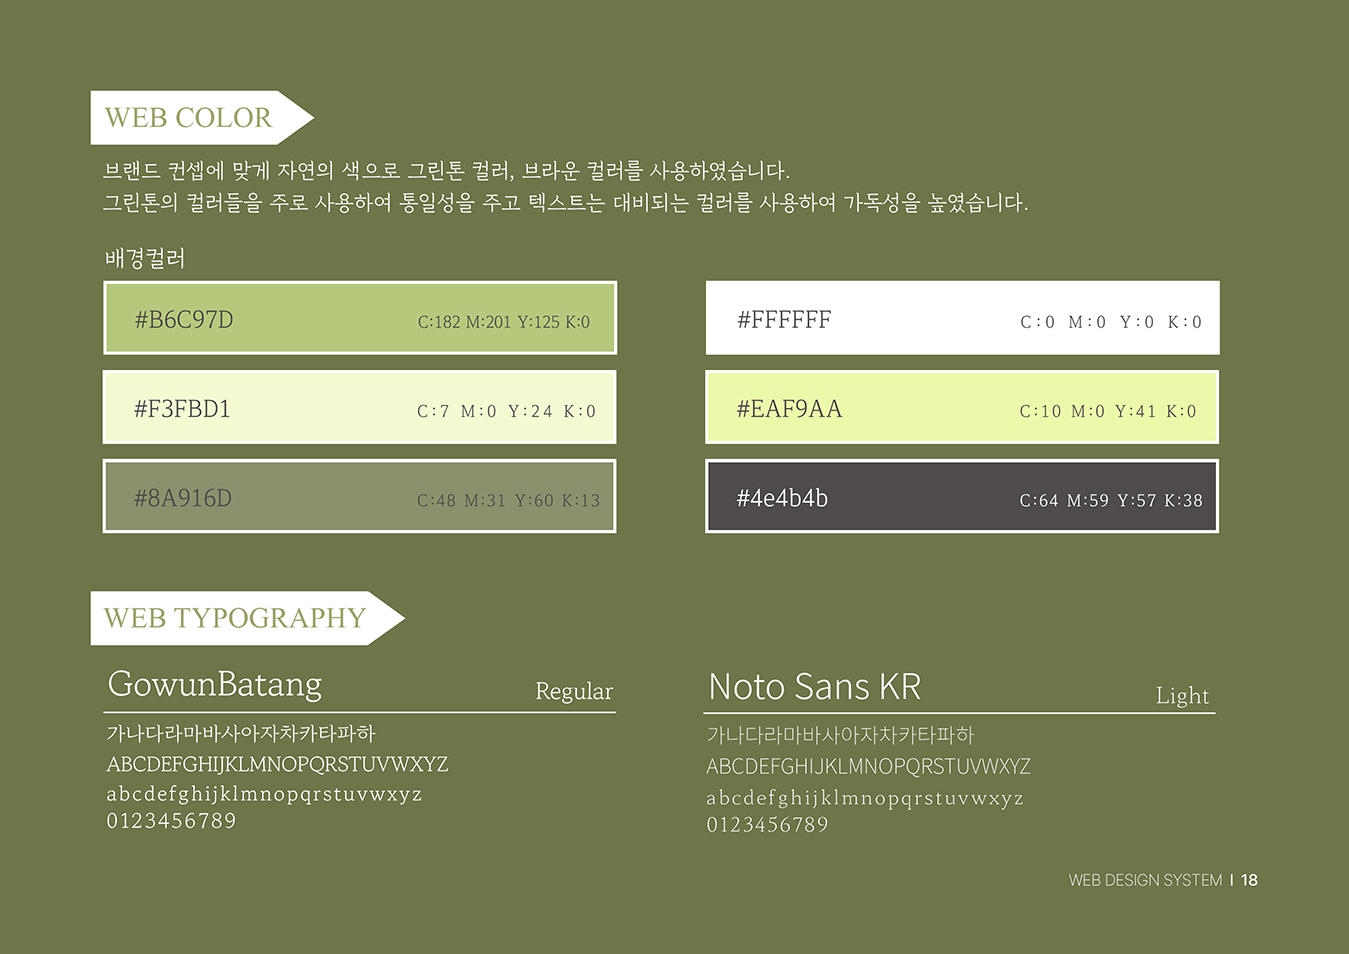 WEB COLOR
브랜드 컨셉에 맞게 자연의 색으로 그린톤 컬러, 브라운 컬러를 사용하였습니다.
그린톤의 컬러들을 주로 사용하여 통일성을 주고 텍스트는 대비되는 컬러를 사용하여 가독성을 높였습니다.
배경컬러
#B6C97D C:182 M:201 Y:125 K:0
#FFFFFF C:0 M:0 Y:0 K:0
#F3FBD1 C:7 M:0 Y:24 K:0
#EAF9AA C:10 M:0 Y:41 K:0
#8A916D C:48 M:31 Y:60 K:13
#4e4b4b C:64 M:59 Y:57 K:38
WEB TYPOGRAPHY
GowunBatang Regular
가나다라마바사아자차카타파하
ABCDEFGHIJKLMNOPQRSTUVWXYZ
abcdefghijklmnopqrstuvwxyz
0123456789
Noto Sans KR Light
가나다라마바사아자차카타파하
ABCDEFGHIJKLMNOPQRSTUVWXYZ
abcdefghijklmnopqrstuvwxyz
0123456789
WEB DESIGN SYSTEM | 18